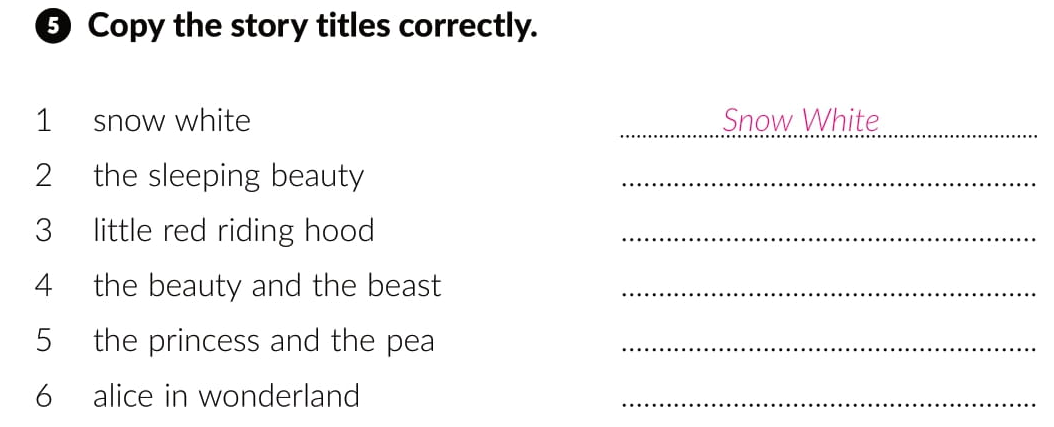 5 Copy the story titles correctly.
1 snow white Snow White
2 the sleeping beauty
3 little red riding hood
4 the beauty and the beast
5 the princess and the pea
6 alice in wonderland